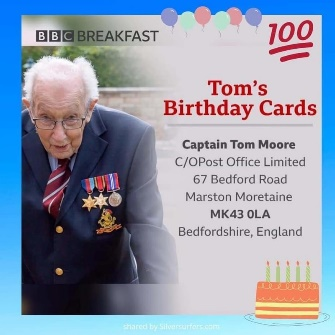 BBC BREAKFAST
100
Tom's
Birthday Cards
Captain Tom Moore
C/OPost Office Limited
67 Bedford Road
Marston Moretaine
MK43 0LA
Bedfordshire, England
shared by Silversurfers.com